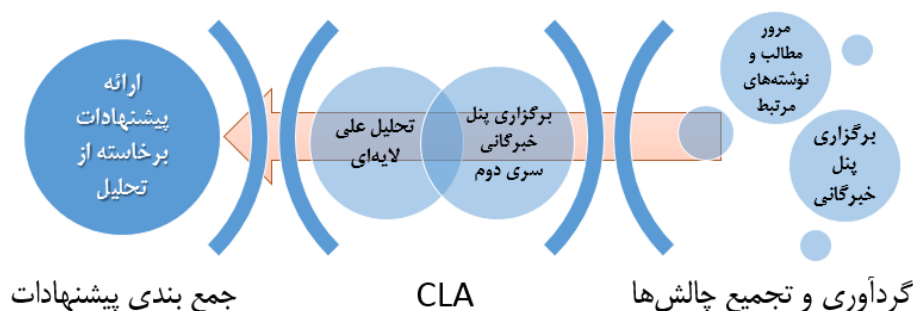 مرور
مطالب و
نوشته‌های
مرتبط
برگزاری
پنل
خبرگانی
برگزاری پنل
خبرگانی
سری دوم
تحلیل علی
لایه‌ای
ارائه
پیشنهادات
برخاسته از
تحلیل
گردآوری و تجمیع چالش‌ها
CLA
جمع بندی پیشنهادات